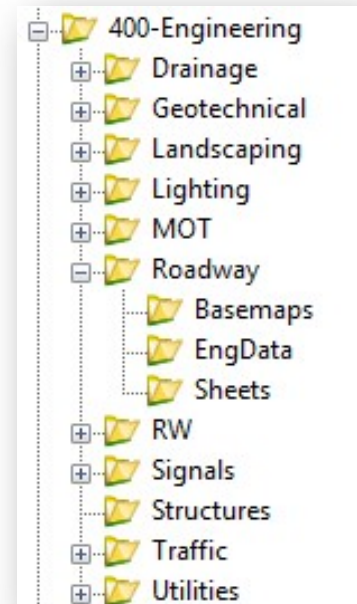 400-Engineering
Drainage
Geotechnical
Landscaping
Lighting
MOT
Roadway
Basemaps
EngData
Sheets
RW
Signals
Structures
Traffic
Utilities